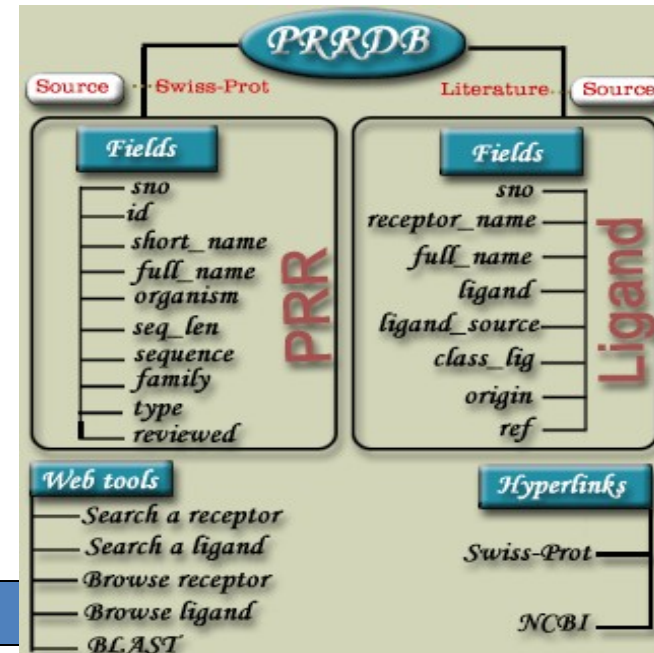 PRRDB
Source Swiss-Prot
Literature Source
Fields
sno
id
short_name
full_name
organism
seq_len
sequence
family
type
reviewed
PRR
Fields
sno
receptor_name
full_name
ligand
ligand_source
class_lig
origin
ref
Ligand
Web tools
Search a receptor
Search a ligand
Browse receptor
Browse ligand
BLAST
Hyperlinks
Swiss-Prot
NCBI